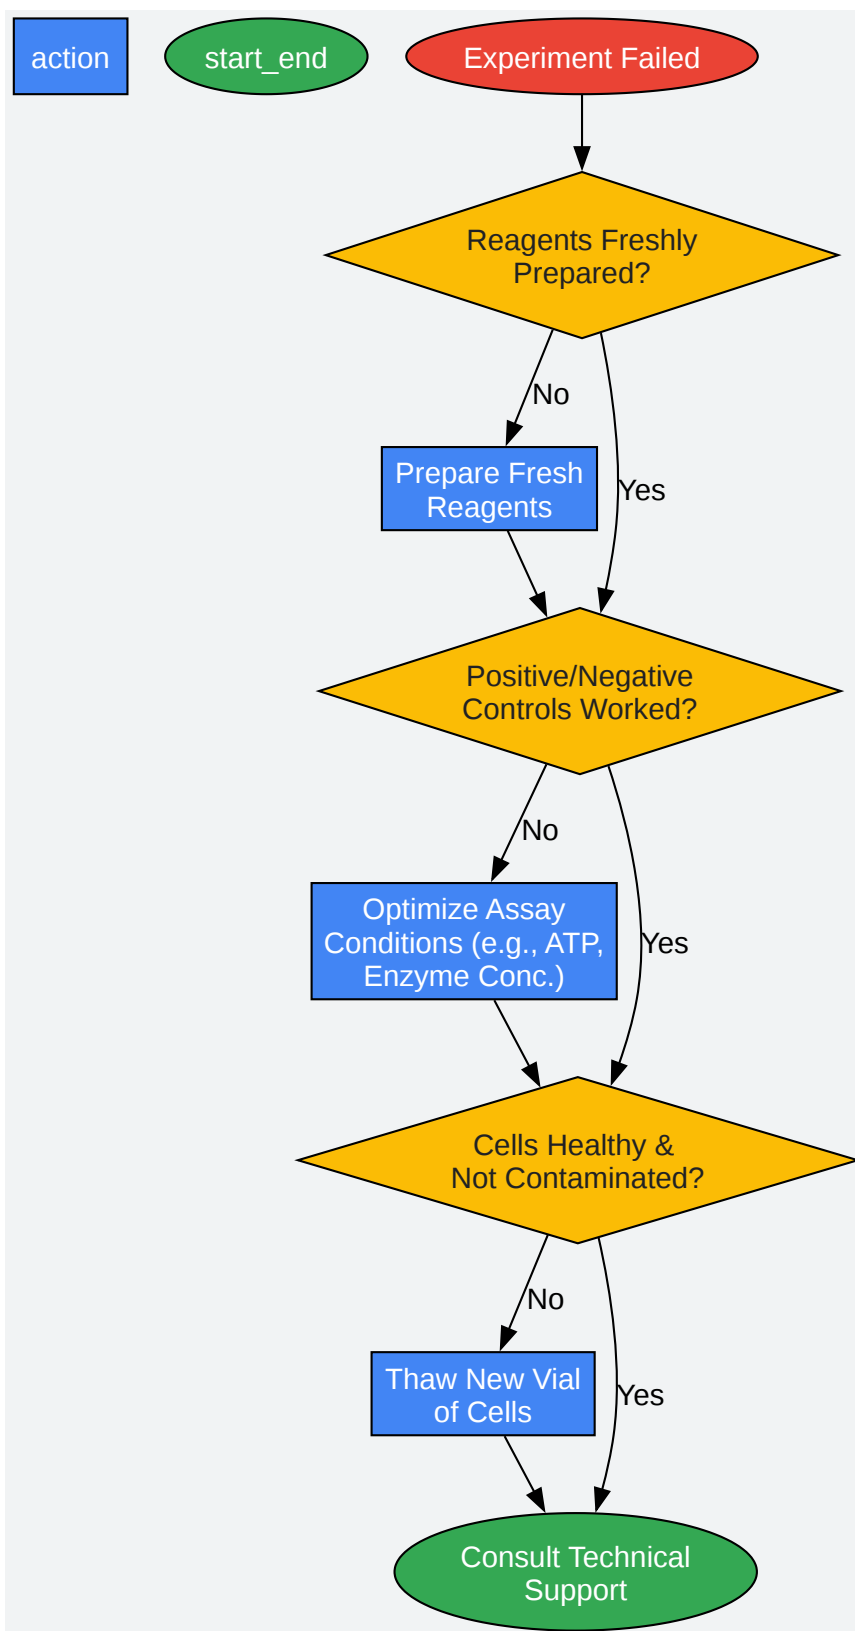 action
start_end
Experiment Failed
Reagents Freshly
Prepared?
No
Prepare Fresh
Reagents
Yes
Positive/Negative
Controls Worked?
No
Optimize Assay
Conditions (e.g., ATP,
Enzyme Conc.)
Yes
Cells Healthy &
Not Contaminated?
No
Thaw New Vial
of Cells
Yes
Consult Technical
Support